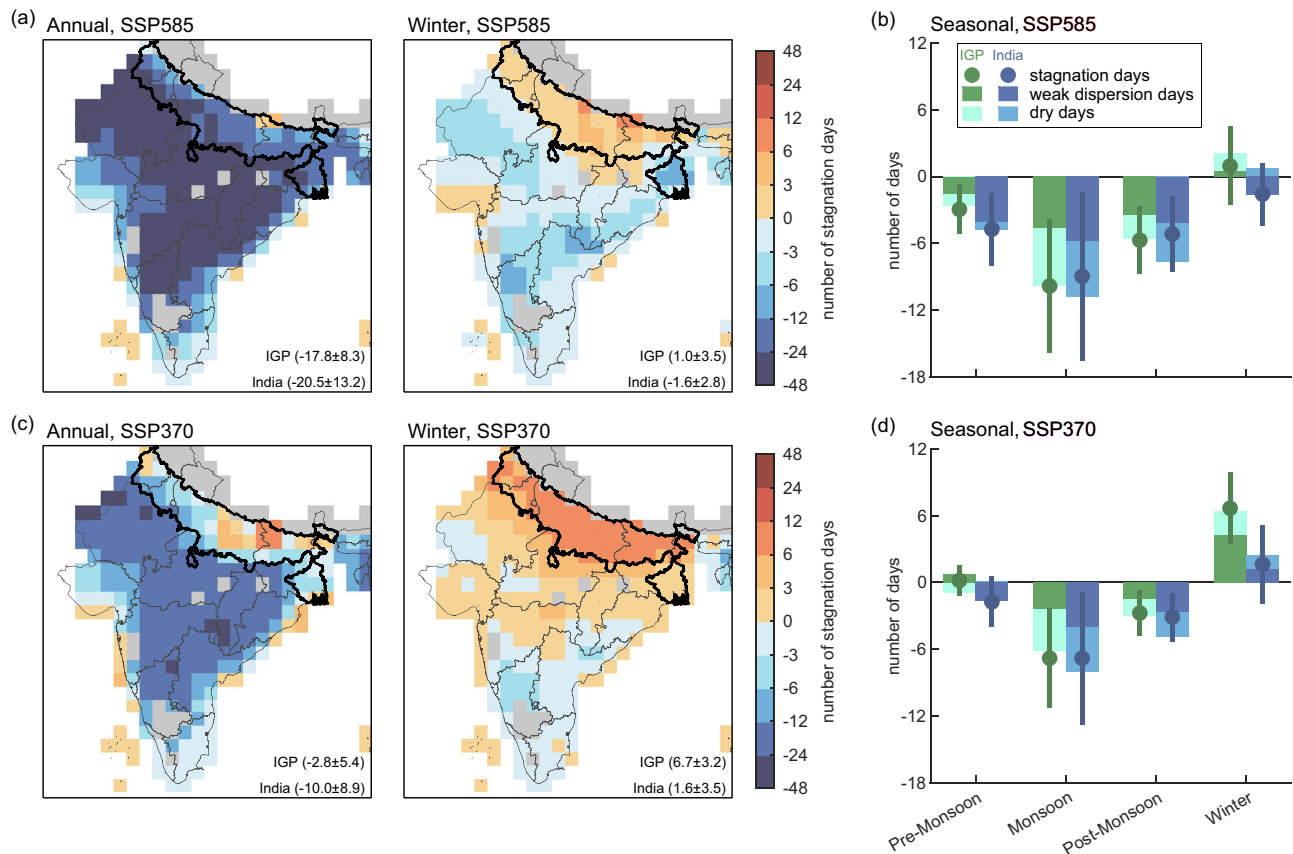 (a)
Annual, SSP585
Winter, SSP585
48
24
12
6
3
0
-3
-6
-12
-24
-48
number of stagnation days
IGP (-17.8±8.3)
India (-20.5±13.2)
IGP (1.0±3.5)
India (-1.6±2.8)
(b)
Seasonal, SSP585
12
6
0
-6
-12
-18
number of days
IGP India
stagnation days
weak dispersion days
dry days
(c)
Annual, SSP370
Winter, SSP370
48
24
12
6
3
0
-3
-6
-12
-24
-48
number of stagnation days
IGP (-2.8±5.4)
India (-10.0±8.9)
IGP (6.7±3.2)
India (1.6±3.5)
(d)
Seasonal, SSP370
12
6
0
-6
-12
-18
number of days
Pre-Monsoon
Monsoon
Post-Monsoon
Winter